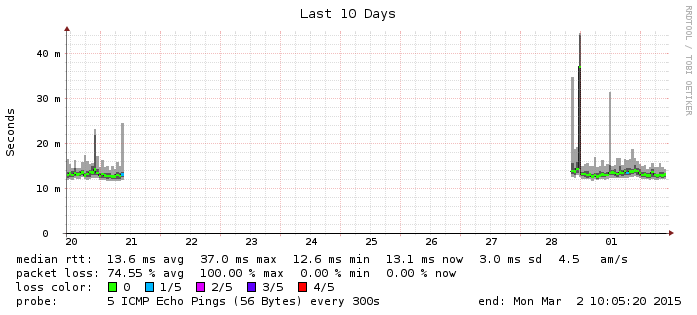 Last 10 Days
RRDTOOL / TOBI OETIKER
Seconds
40 m
30 m
20 m
10 m
0
20 21 22 23 24 25 26 27 28 01
median rtt: 13.6 ms avg 37.0 ms max 12.6 ms min 13.1 ms now 3.0 ms sd 4.5 am/s
packet loss: 74.55 % avg 100.00 % max 0.00 % min 0.00 % now
loss color: 0 1/5 2/5 3/5 4/5
probe: 5 ICMP Echo Pings (56 Bytes) every 300s end: Mon Mar 2 10:05:20 2015